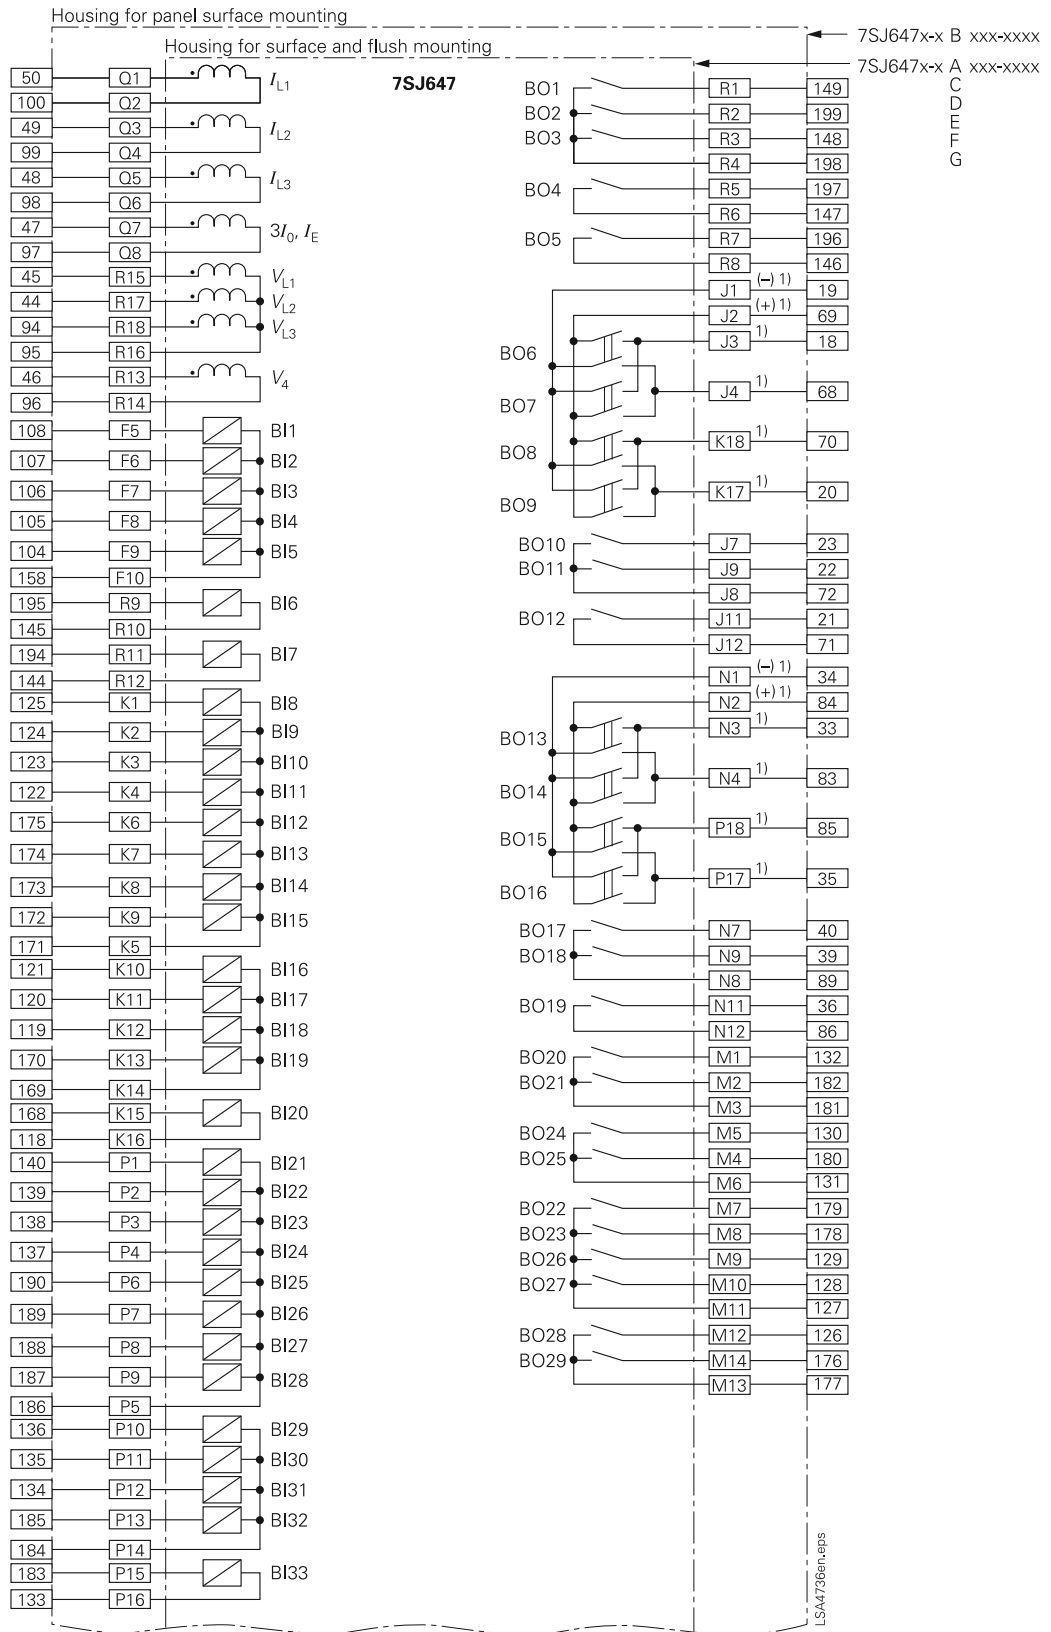 Housing for panel surface mounting
7SJ647x-x B xxx-xxxx
Housing for surface and flush mounting
7SJ647x-x A xxx-xxxx
C
D
E
F
G
7SJ647
50 Q1 IL1
100 Q2
49 Q3 IL2
99 Q4
48 Q5 IL3
98 Q6
47 Q7 3I0, IE
97 Q8
45 R15 VL1
44 R17 VL2
94 R18 VL3
95 R16
46 R13 V4
96 R14
108 F5 BI1
107 F6 BI2
106 F7 BI3
105 F8 BI4
104 F9 BI5
158 F10
195 R9 BI6
145 R10
194 R11 BI7
144 R12
125 K1 BI8
124 K2 BI9
123 K3 BI10
122 K4 BI11
175 K6 BI12
174 K7 BI13
173 K8 BI14
172 K9 BI15
171 K5
121 K10 BI16
120 K11 BI17
119 K12 BI18
170 K13 BI19
169 K14
168 K15 BI20
118 K16
140 P1 BI21
139 P2 BI22
138 P3 BI23
137 P4 BI24
190 P6 BI25
189 P7 BI26
188 P8 BI27
187 P9 BI28
186 P5
136 P10 BI29
135 P11 BI30
134 P12 BI31
185 P13 BI32
184 P14
183 P15 BI33
133 P16
BO1 R1 149
BO2 R2 199
BO3 R3 148
R4 198
BO4 R5 197
R6 147
BO5 R7 196
R8 146
J1 (–) 1) 19
J2 (+) 1) 69
J3 1) 18
BO6
J4 1) 68
BO7
K18 1) 70
BO8
K17 1) 20
BO9
BO10 J7 23
BO11 J9 22
J8 72
BO12 J11 21
J12 71
N1 (–) 1) 34
N2 (+) 1) 84
N3 1) 33
BO13
N4 1) 83
BO14
P18 1) 85
BO15
P17 1) 35
BO16
BO17 N7 40
BO18 N9 39
N8 89
BO19 N11 36
N12 86
BO20 M1 132
BO21 M2 182
M3 181
BO24 M5 130
BO25 M4 180
M6 131
BO22 M7 179
BO23 M8 178
BO26 M9 129
BO27 M10 128
M11 127
BO28 M12 126
BO29 M14 176
M13 177
LSA4736en.eps